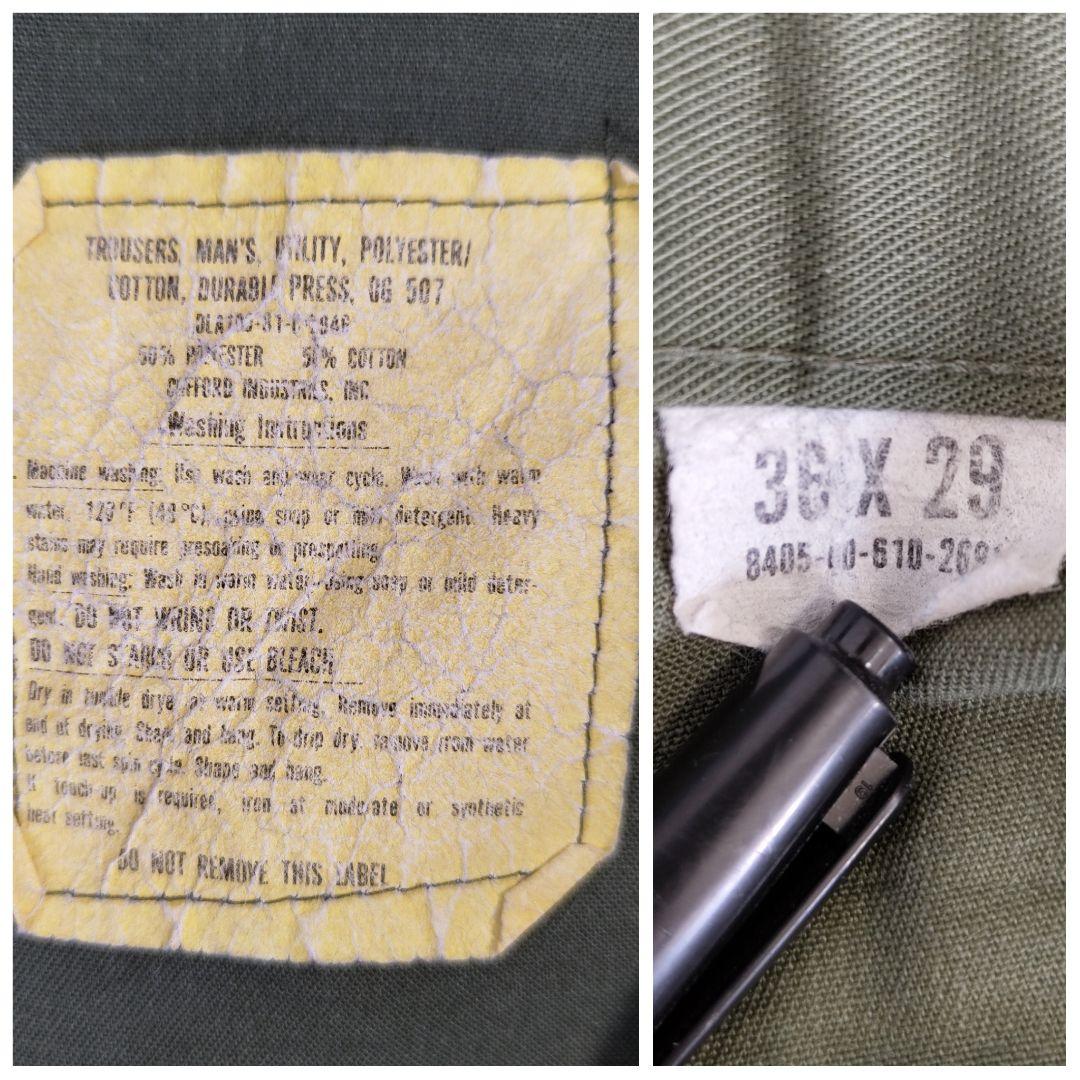 TROUSERS, MAN'S, UTILITY, POLYESTER/
COTTON, DURABLE PRESS, OG 507
50% POLYESTER 50% COTTON
INDUSTRIES, INC.
Washing Instructions
Machine washing: Use wash and wear cycle. Wash with warm
water, 120°F (48°C), using soap or mild detergent. Heavy
stains may require presoaking or prespotting.
Hand washing: Wash in warm water using soap or mild deter-
gent. DO NOT WRING OR TWIST.
DO NOT STARCH OR USE BLEACH
Dry in tumble dryer at warm setting. Remove immediately at
end of drying. Shape and hang. To drip dry, remove from water
before last spin cycle. Shape and hang.
If touch-up is required, iron at moderate or synthetic
heat setting.
DO NOT REMOVE THIS LABEL
36 X 29